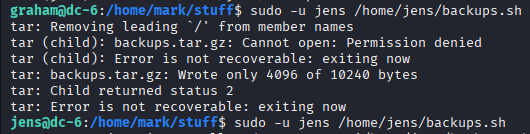 graham@dc-6:/home/mark/stuff$ sudo -u jens /home/jens/backups.sh
tar: Removing leading `/' from member names
tar (child): backups.tar.gz: Cannot open: Permission denied
tar (child): Error is not recoverable: exiting now
tar: backups.tar.gz: Wrote only 4096 of 10240 bytes
tar: Child returned status 2
tar: Error is not recoverable: exiting now
jens@dc-6:/home/mark/stuff$ sudo -u jens /home/jens/backups.sh